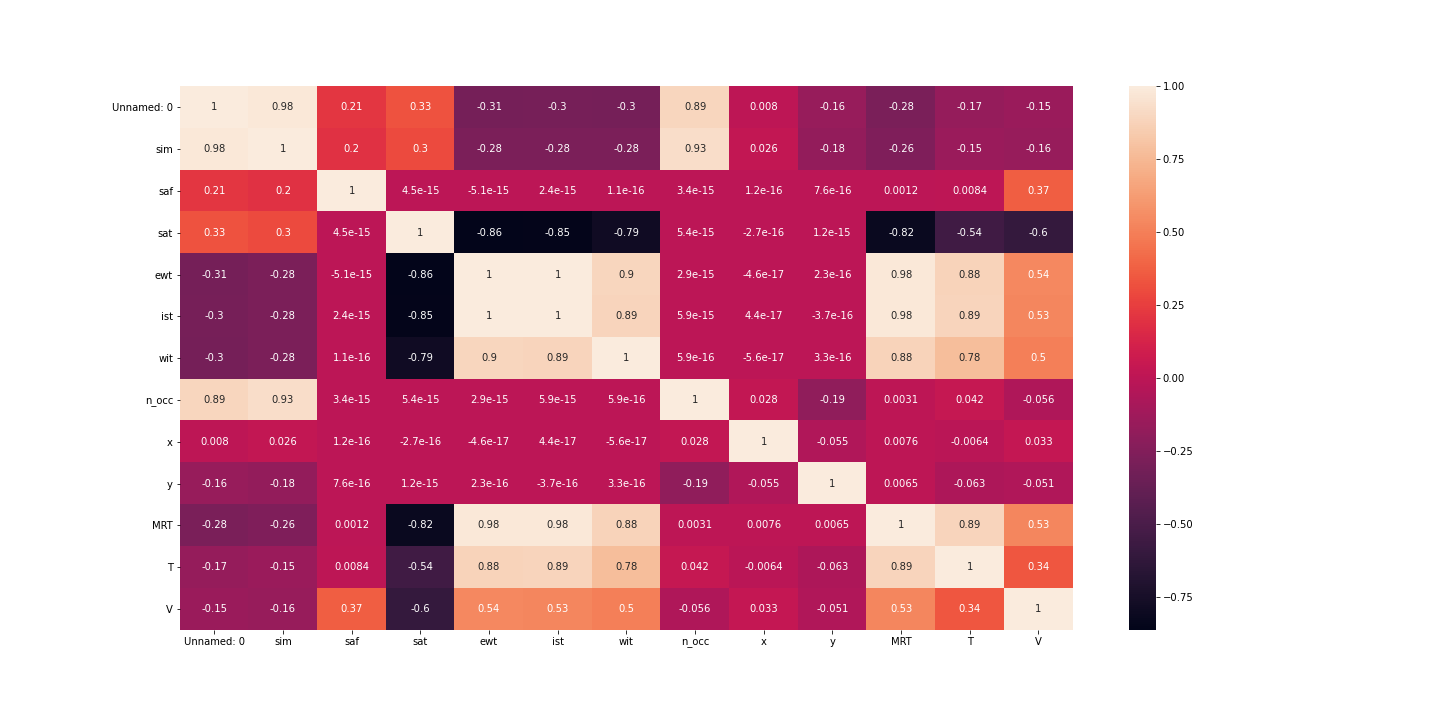 Unnamed: 0 1 0.98 0.21 0.33 -0.31 -0.3 -0.3 0.89 0.008 -0.16 -0.28 -0.17 -0.15
sim 0.98 1 0.2 0.3 -0.28 -0.28 -0.28 0.93 0.026 -0.18 -0.26 -0.15 -0.16
saf 0.21 0.2 1 4.5e-15 -5.1e-15 2.4e-15 1.1e-16 3.4e-15 1.2e-16 7.6e-16 0.0012 0.0084 0.37
sat 0.33 0.3 4.5e-15 1 -0.86 -0.85 -0.79 5.4e-15 -2.7e-16 1.2e-15 -0.82 -0.54 -0.6
ewt -0.31 -0.28 -5.1e-15 -0.86 1 1 0.9 2.9e-15 -4.6e-17 2.3e-16 0.98 0.88 0.54
ist -0.3 -0.28 2.4e-15 -0.85 1 1 0.89 5.9e-15 4.4e-17 -3.7e-16 0.98 0.89 0.53
wit -0.3 -0.28 1.1e-16 -0.79 0.9 0.89 1 5.9e-16 -5.6e-17 3.3e-16 0.88 0.78 0.5
n_occ 0.89 0.93 3.4e-15 5.4e-15 2.9e-15 5.9e-15 5.9e-16 1 0.028 -0.19 0.0031 0.042 -0.056
x 0.008 0.026 1.2e-16 -2.7e-16 -4.6e-17 4.4e-17 -5.6e-17 0.028 1 -0.055 0.0076 -0.0064 0.033
y -0.16 -0.18 7.6e-16 1.2e-15 2.3e-16 -3.7e-16 3.3e-16 -0.19 -0.055 1 0.0065 -0.063 -0.051
MRT -0.28 -0.26 0.0012 -0.82 0.98 0.98 0.88 0.0031 0.0076 0.0065 1 0.89 0.53
T -0.17 -0.15 0.0084 -0.54 0.88 0.89 0.78 0.042 -0.0064 -0.063 0.89 1 0.34
V -0.15 -0.16 0.37 -0.6 0.54 0.53 0.5 -0.056 0.033 -0.051 0.53 0.34 1
Unnamed: 0 sim saf sat ewt ist wit n_occ x y MRT T V
1.00
0.75
0.50
0.25
0.00
−0.25
−0.50
−0.75